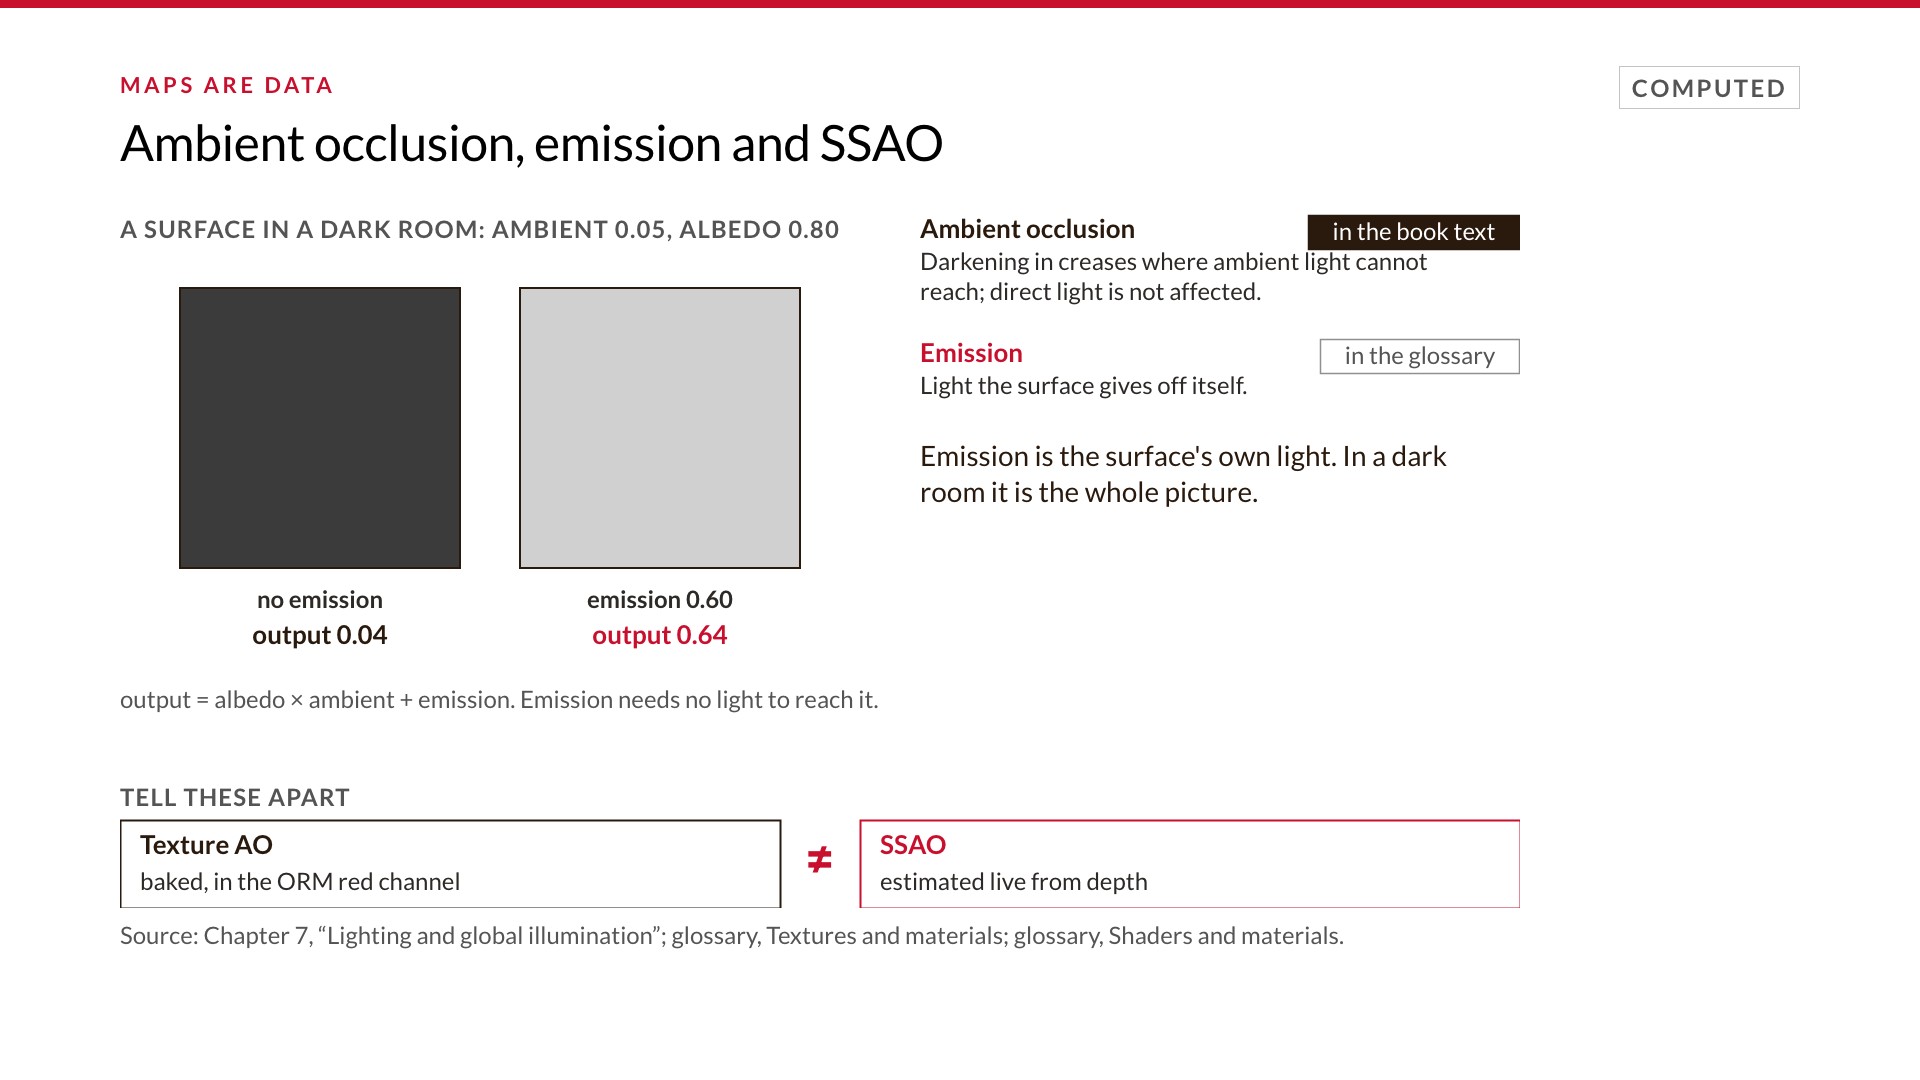 MAPS ARE DATA
COMPUTED
Ambient occlusion, emission and SSAO
A SURFACE IN A DARK ROOM: AMBIENT 0.05, ALBEDO 0.80
no emission
output 0.04
emission 0.60
output 0.64
output = albedo × ambient + emission. Emission needs no light to reach it.
Ambient occlusion
in the book text
Darkening in creases where ambient light cannot
reach; direct light is not affected.
Emission
in the glossary
Light the surface gives off itself.
Emission is the surface's own light. In a dark
room it is the whole picture.
TELL THESE APART
Texture AO
baked, in the ORM red channel
≠
SSAO
estimated live from depth
Source: Chapter 7, “Lighting and global illumination”; glossary, Textures and materials; glossary, Shaders and materials.